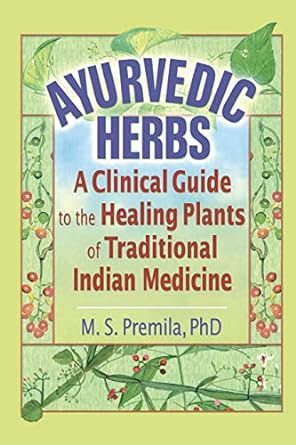 AYURVEDIC
HERBS
A Clinical Guide
to the Healing Plants
of Traditional
Indian Medicine
M. S. Premila, PhD